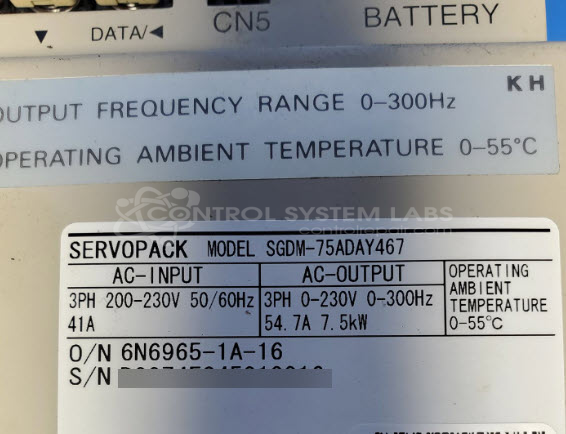 ▼ DATA/◀ CN5 BATTERY
KH
OUTPUT FREQUENCY RANGE 0-300Hz
OPERATING AMBIENT TEMPERATURE 0-55°C
CONTROL SYSTEM LABS
controlrepair.com
SERVOPACK MODEL SGDM-75ADAY467
AC-INPUT
3PH 200-230V 50/60Hz
41A
AC-OUTPUT
3PH 0-230V 0-300Hz
54.7A 7.5kW
OPERATING
AMBIENT
TEMPERATURE
0-55°C
O/N 6N6965-1A-16
S/N